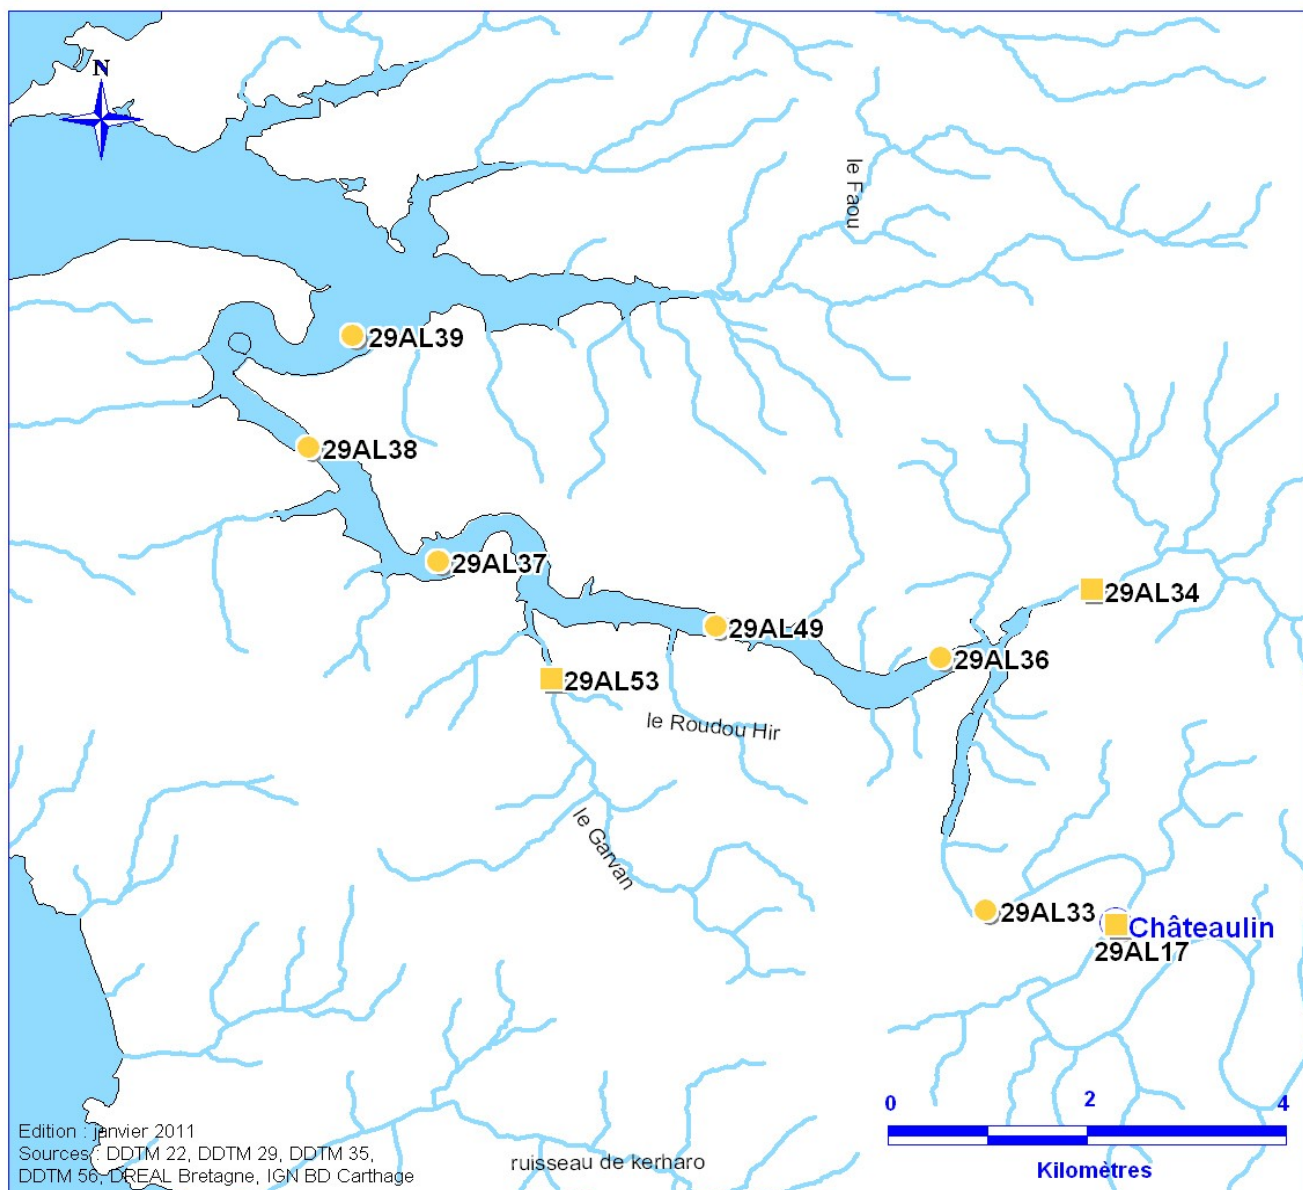 N
le Faou
29AL39
29AL38
29AL37
29AL34
29AL49
29AL36
29AL53
le Roudou Hir
le Garvan
29AL33
Châteaulin
29AL17
0 2 4
Kilomètres
Edition : janvier 2011
Sources : DDTM 22, DDTM 29, DDTM 35,
DDTM 56, DREAL Bretagne, IGN BD Carthage
ruisseau de kerharo